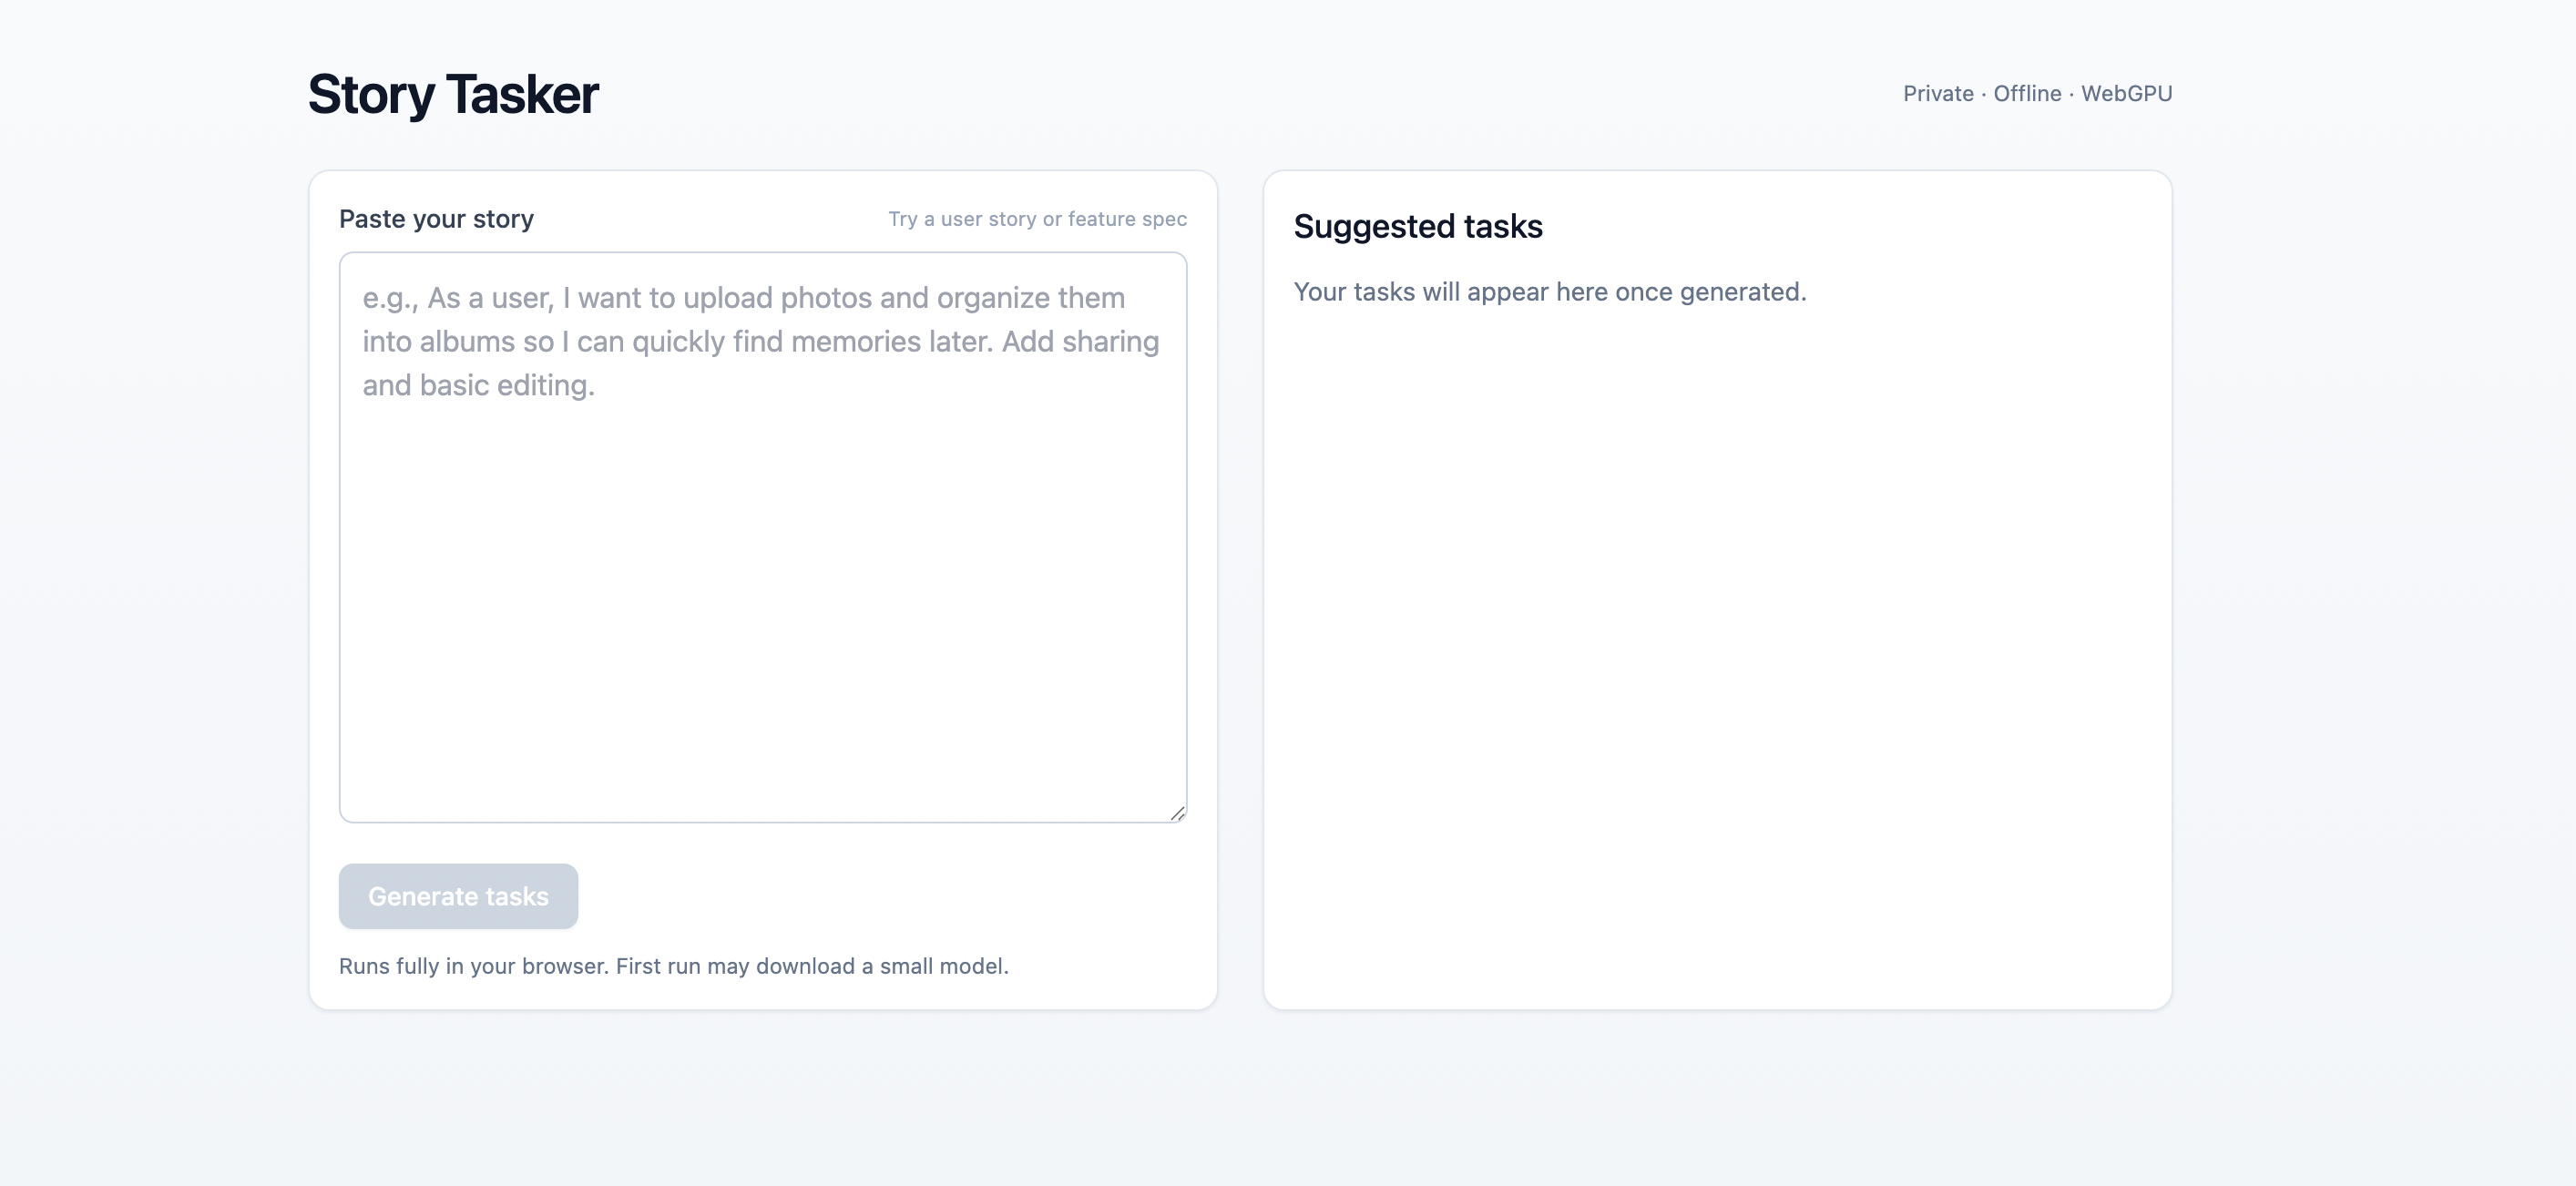 Story Tasker
Private · Offline · WebGPU
Paste your story
Try a user story or feature spec
e.g., As a user, I want to upload photos and organize them
into albums so I can quickly find memories later. Add sharing
and basic editing.
Generate tasks
Runs fully in your browser. First run may download a small model.
Suggested tasks
Your tasks will appear here once generated.